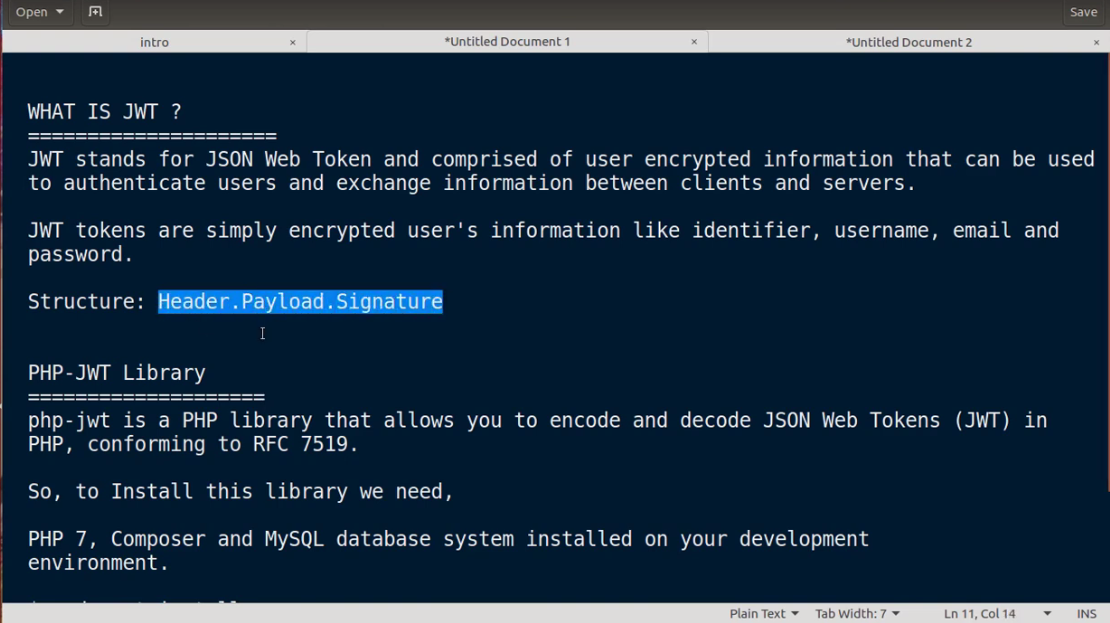 Open
Save
intro
*Untitled Document 1
*Untitled Document 2
WHAT IS JWT ?
=====================
JWT stands for JSON Web Token and comprised of user encrypted information that can be used
to authenticate users and exchange information between clients and servers.
JWT tokens are simply encrypted user's information like identifier, username, email and
password.
Structure: Header.Payload.Signature
PHP-JWT Library
====================
php-jwt is a PHP library that allows you to encode and decode JSON Web Tokens (JWT) in
PHP, conforming to RFC 7519.
So, to Install this library we need,
PHP 7, Composer and MySQL database system installed on your development
environment.
Plain Text
Tab Width: 7
Ln 11, Col 14
INS